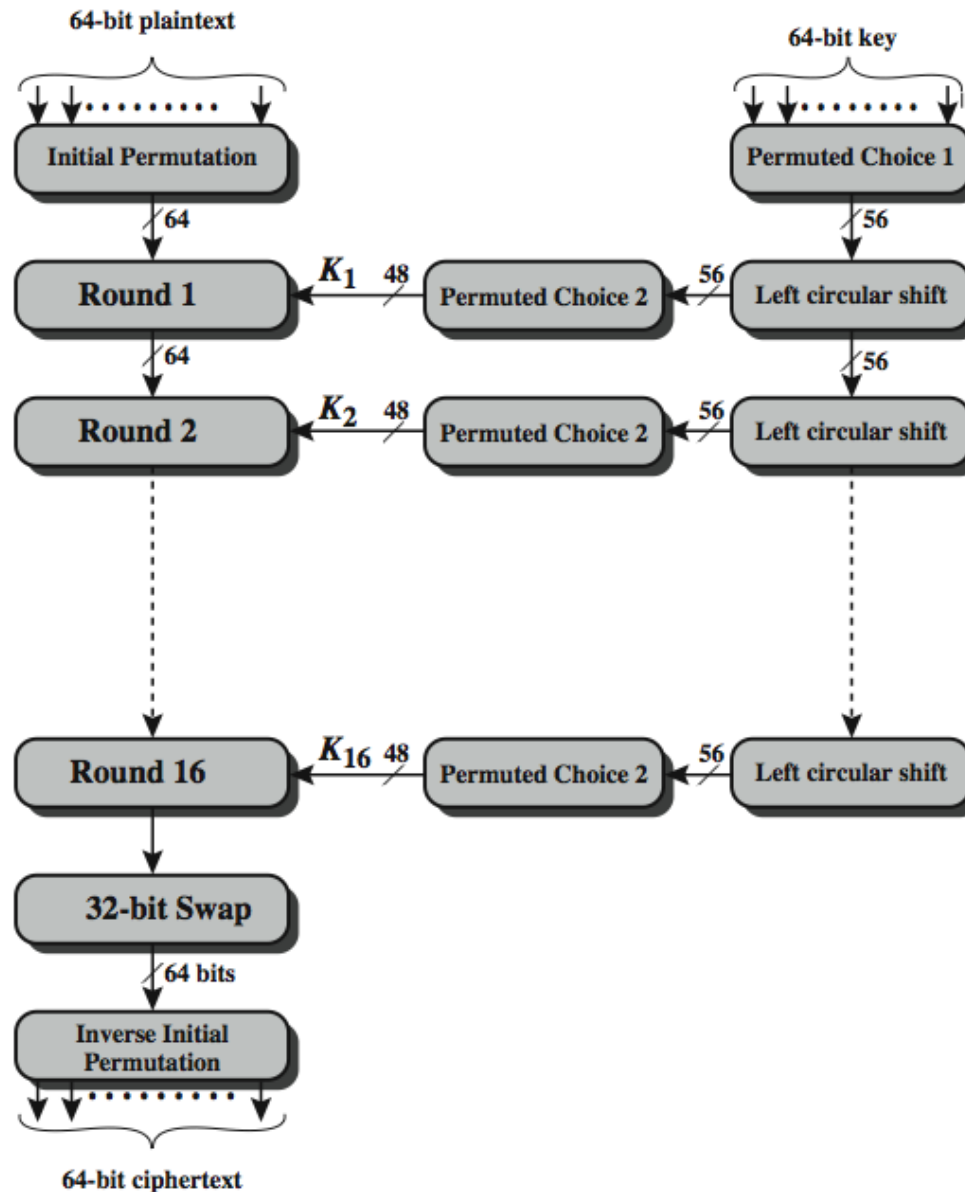 64-bit plaintext
64-bit key
Initial Permutation
Permuted Choice 1
64
56
Round 1
K1
48
Permuted Choice 2
56
Left circular shift
64
56
Round 2
K2
48
Permuted Choice 2
56
Left circular shift
Round 16
K16
48
Permuted Choice 2
56
Left circular shift
32-bit Swap
64 bits
Inverse Initial
Permutation
64-bit ciphertext